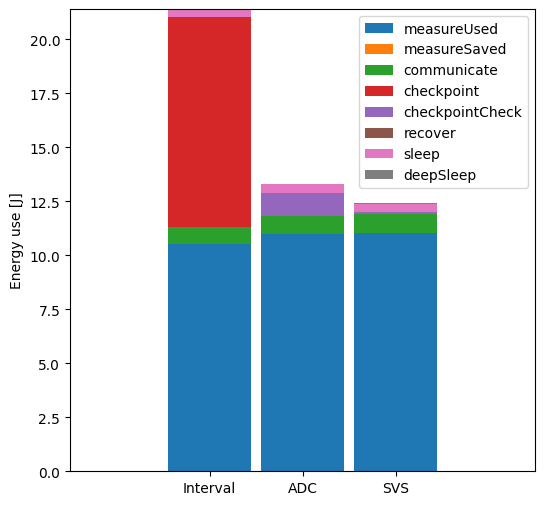 20.0
17.5
15.0
12.5
10.0
7.5
5.0
2.5
0.0
Energy use [J]
measureUsed
measureSaved
communicate
checkpoint
checkpointCheck
recover
sleep
deepSleep
Interval ADC SVS